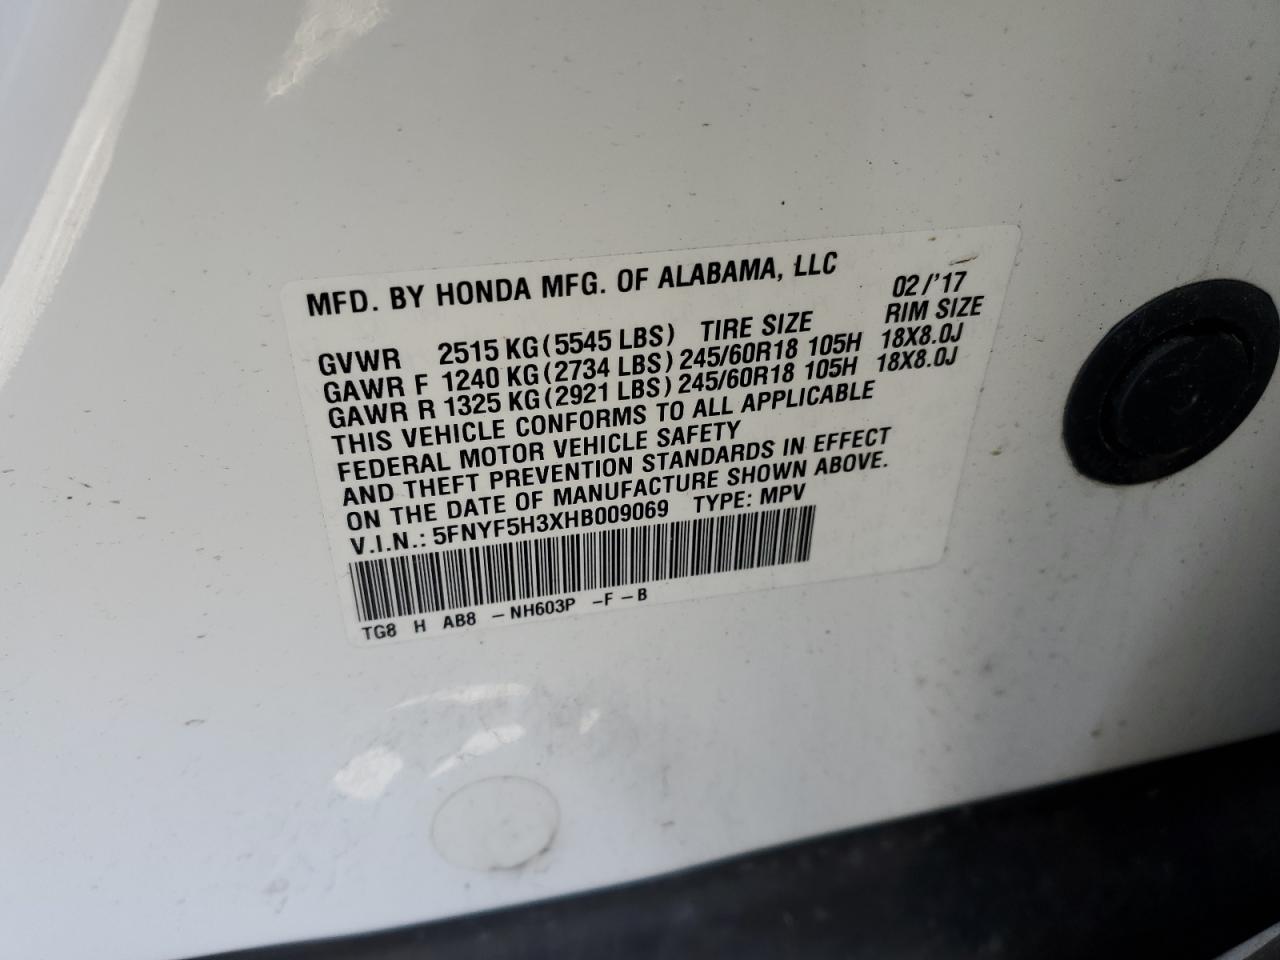 MFD. BY HONDA MFG. OF ALABAMA, LLC 02/'17
GVWR 2515 KG (5545 LBS) TIRE SIZE RIM SIZE
GAWR F 1240 KG (2734 LBS) 245/60R18 105H 18X8.0J
GAWR R 1325 KG (2921 LBS) 245/60R18 105H 18X8.0J
THIS VEHICLE CONFORMS TO ALL APPLICABLE
FEDERAL MOTOR VEHICLE SAFETY
AND THEFT PREVENTION STANDARDS IN EFFECT
ON THE DATE OF MANUFACTURE SHOWN ABOVE.
V.I.N.: 5FNYF5H3XHB009069 TYPE: MPV
TG8 H AB8 -NH603P -F-B